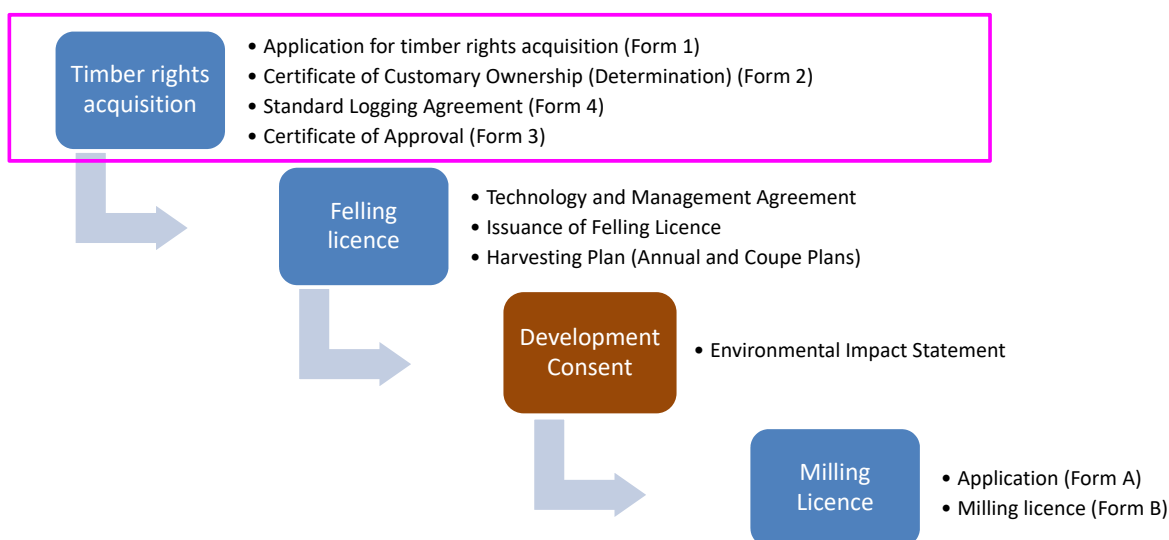 Timber rights
acquisition
• Application for timber rights acquisition (Form 1)
• Certificate of Customary Ownership (Determination) (Form 2)
• Standard Logging Agreement (Form 4)
• Certificate of Approval (Form 3)
Felling
licence
• Technology and Management Agreement
• Issuance of Felling Licence
• Harvesting Plan (Annual and Coupe Plans)
Development
Consent
• Environmental Impact Statement
Milling
Licence
• Application (Form A)
• Milling licence (Form B)